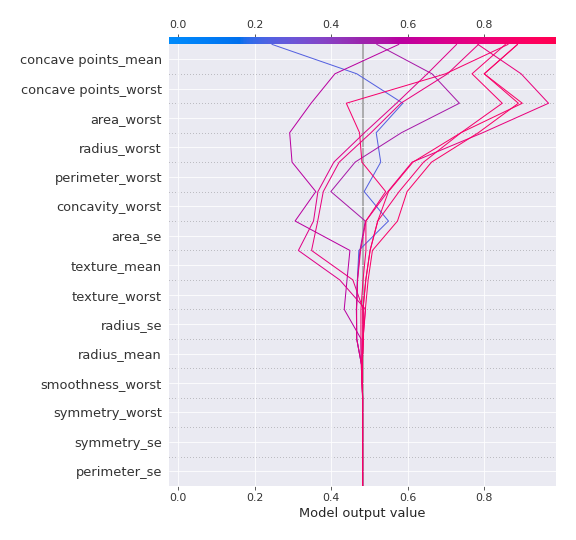 0.0 0.2 0.4 0.6 0.8
concave points_mean
concave points_worst
area_worst
radius_worst
perimeter_worst
concavity_worst
area_se
texture_mean
texture_worst
radius_se
radius_mean
smoothness_worst
symmetry_worst
symmetry_se
perimeter_se
0.0 0.2 0.4 0.6 0.8
Model output value